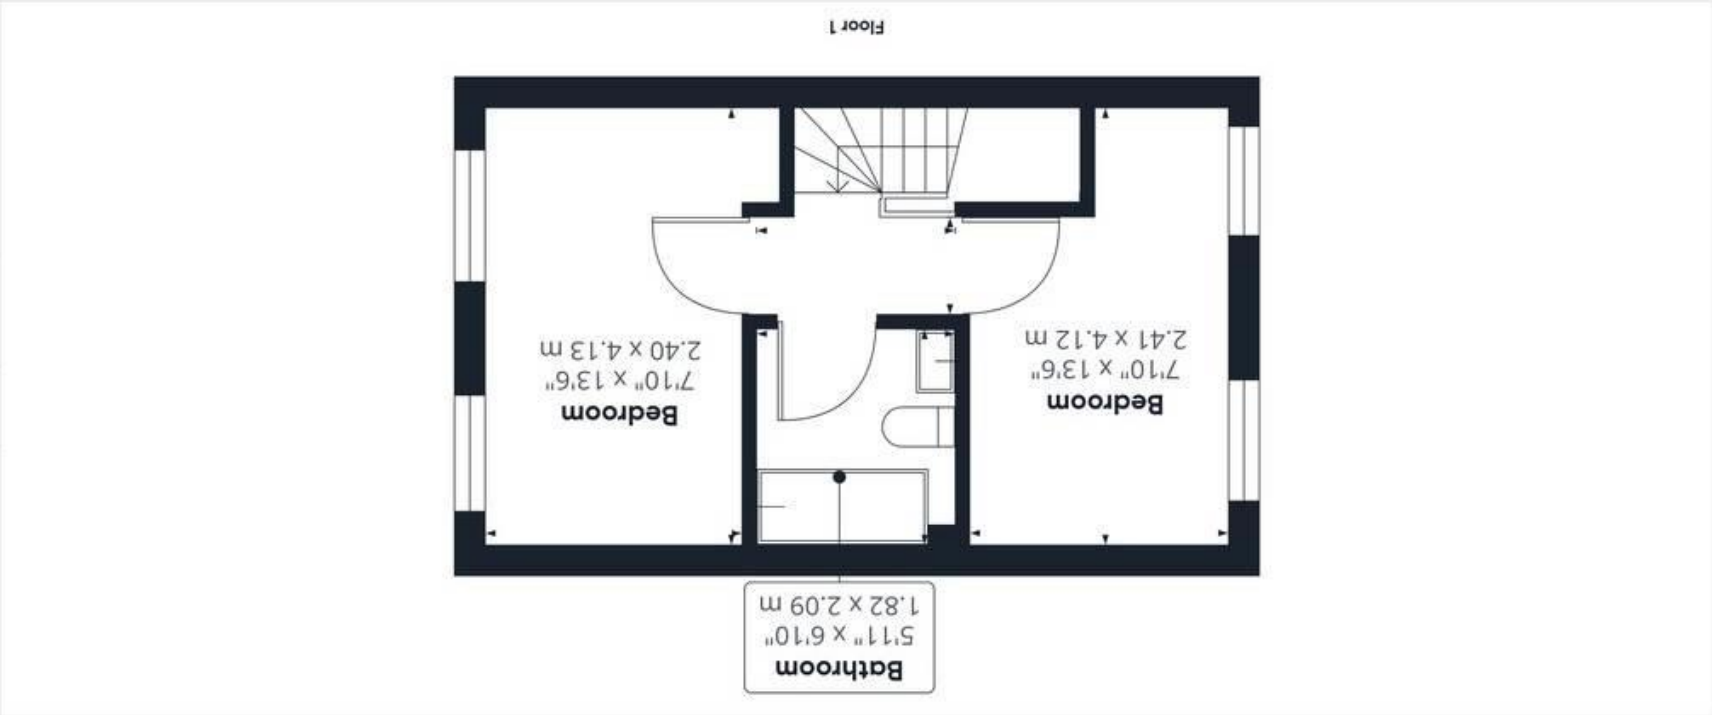 Bathroom
5'11" x 6'10"
1.82 x 2.09 m
Bedroom
7'10" x 13'6"
2.41 x 4.12 m
Bedroom
7'10" x 13'6"
2.40 x 4.13 m
Floor 1